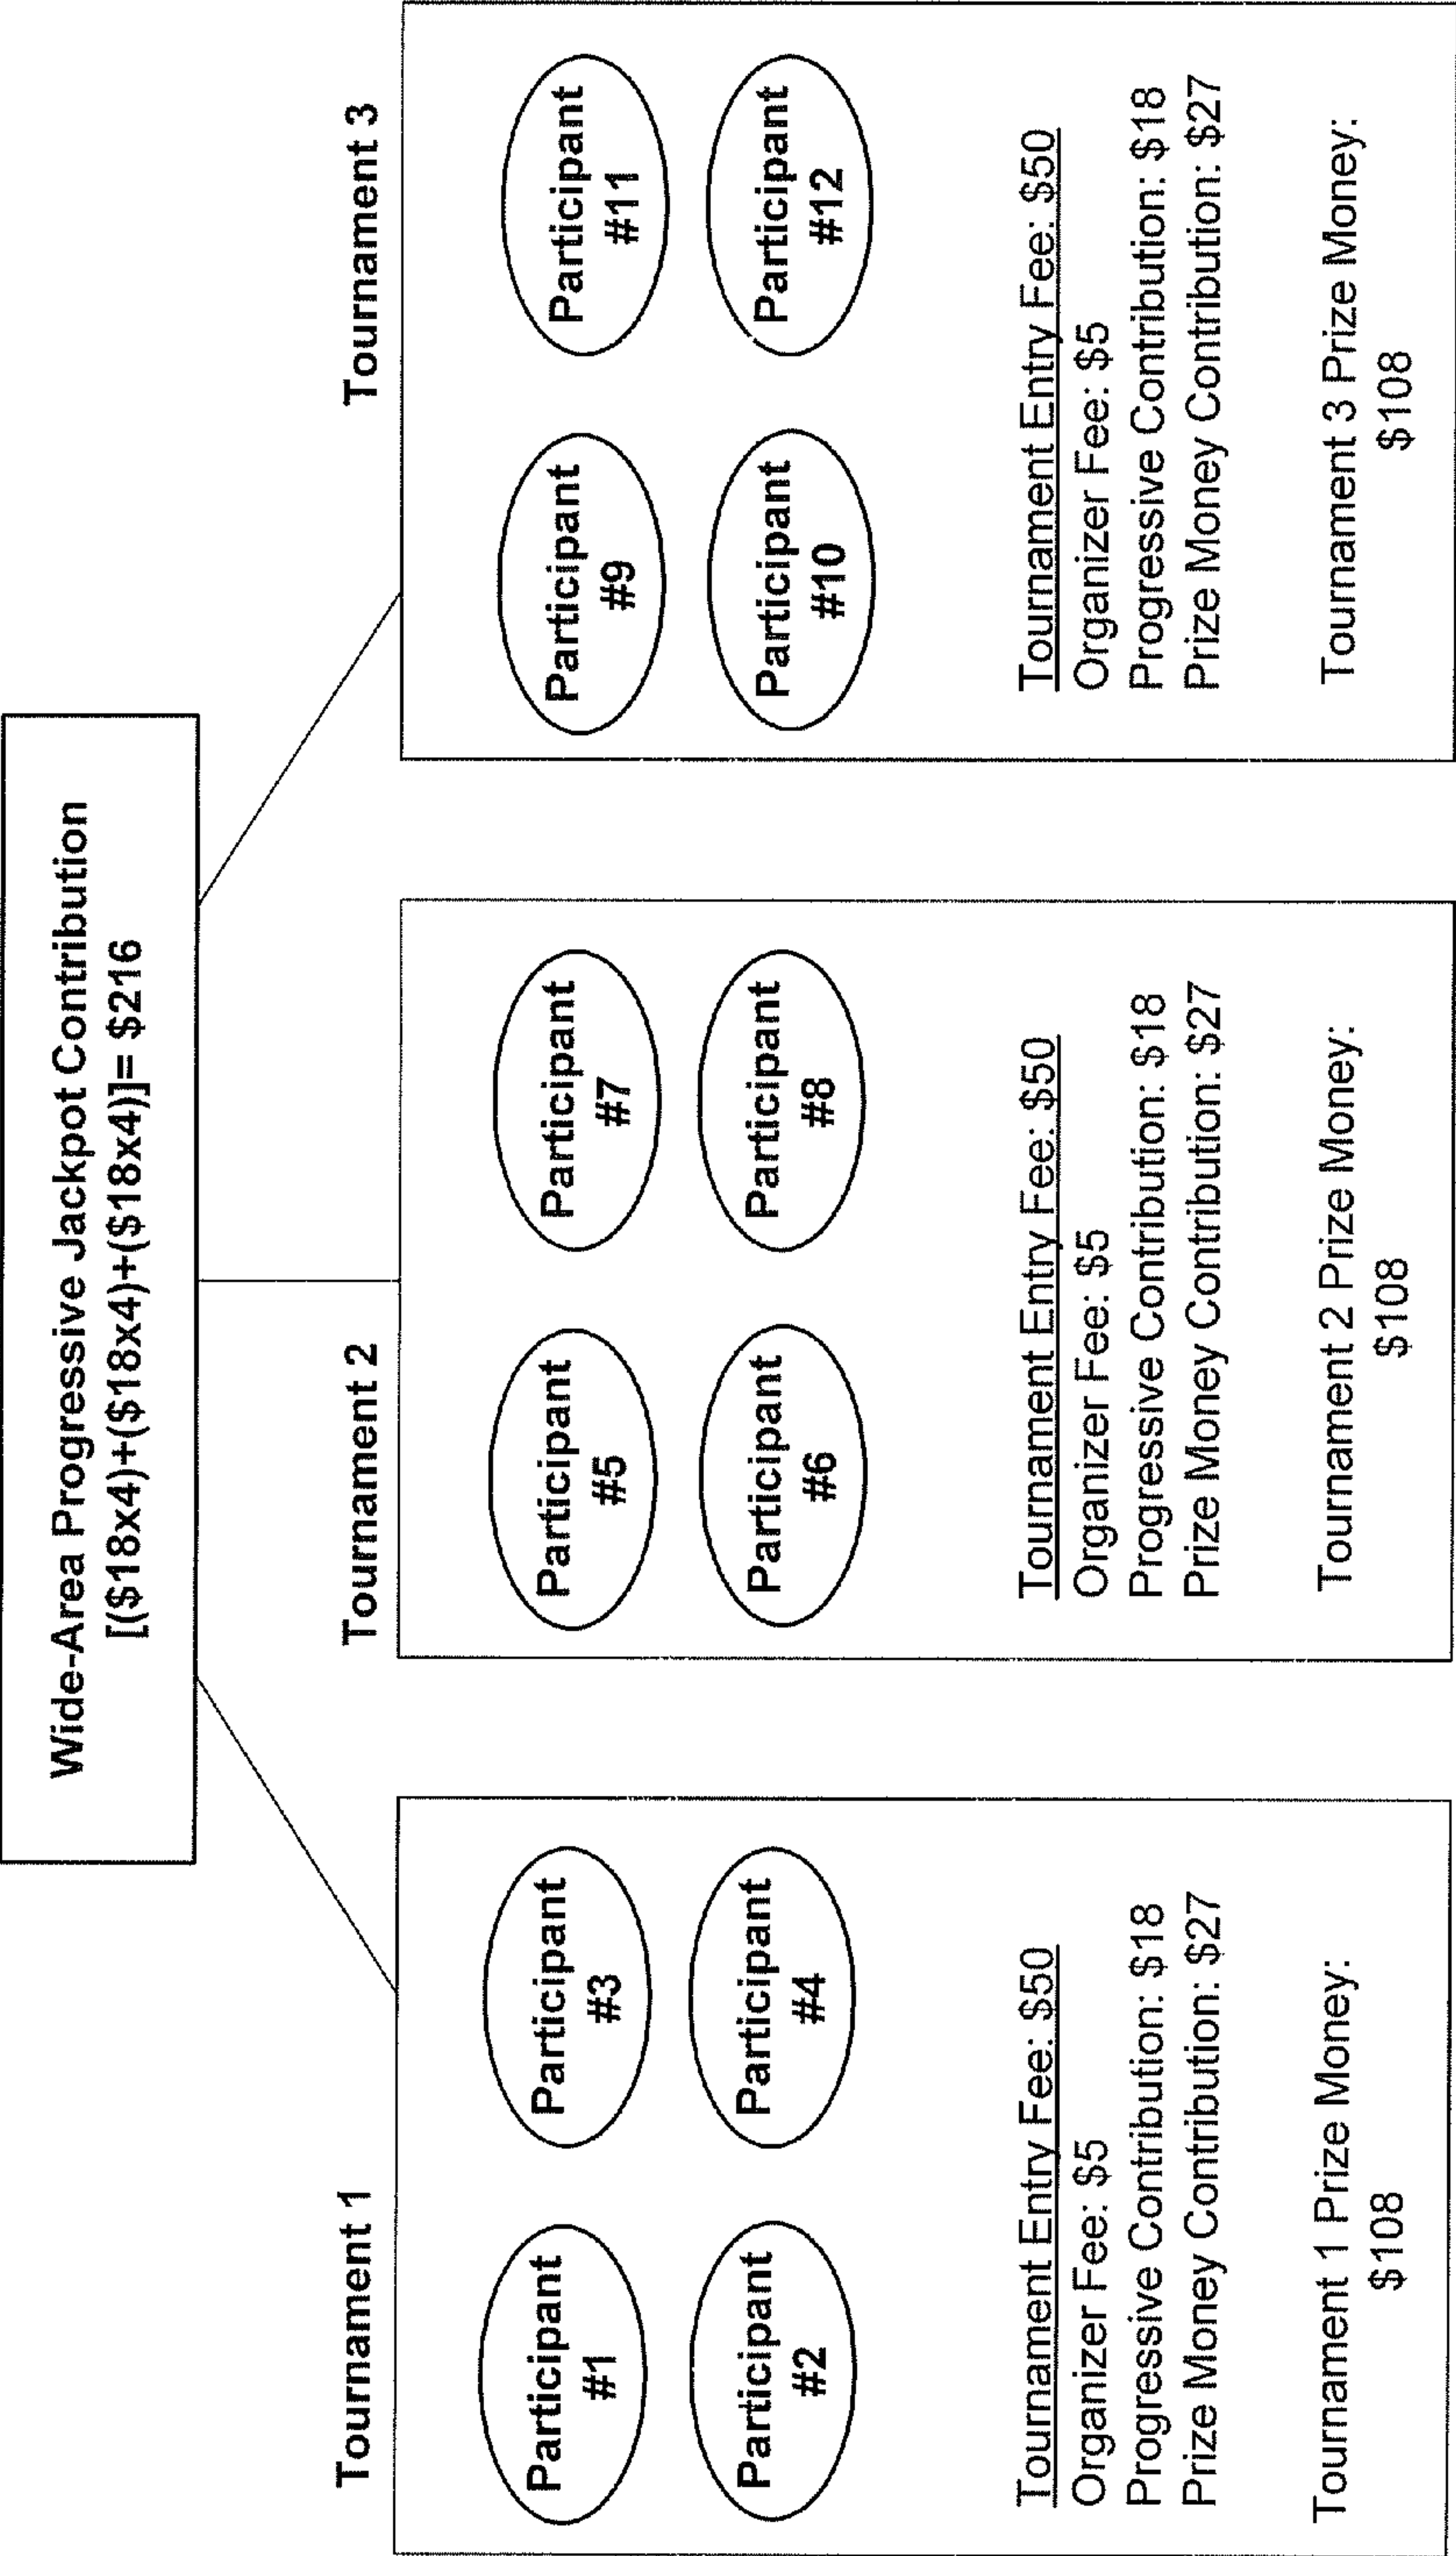 Wide-Area Progressive Jackpot Contribution
[($18x4)+($18x4)+($18x4)]= $216
Tournament 1
Participant
#1
Participant
#3
Participant
#2
Participant
#4
Tournament Entry Fee: $50
Organizer Fee: $5
Progressive Contribution: $18
Prize Money Contribution: $27
Tournament 1 Prize Money:
$108
Tournament 2
Participant
#5
Participant
#7
Participant
#6
Participant
#8
Tournament Entry Fee: $50
Organizer Fee: $5
Progressive Contribution: $18
Prize Money Contribution: $27
Tournament 2 Prize Money:
$108
Tournament 3
Participant
#9
Participant
#11
Participant
#10
Participant
#12
Tournament Entry Fee: $50
Organizer Fee: $5
Progressive Contribution: $18
Prize Money Contribution: $27
Tournament 3 Prize Money:
$108